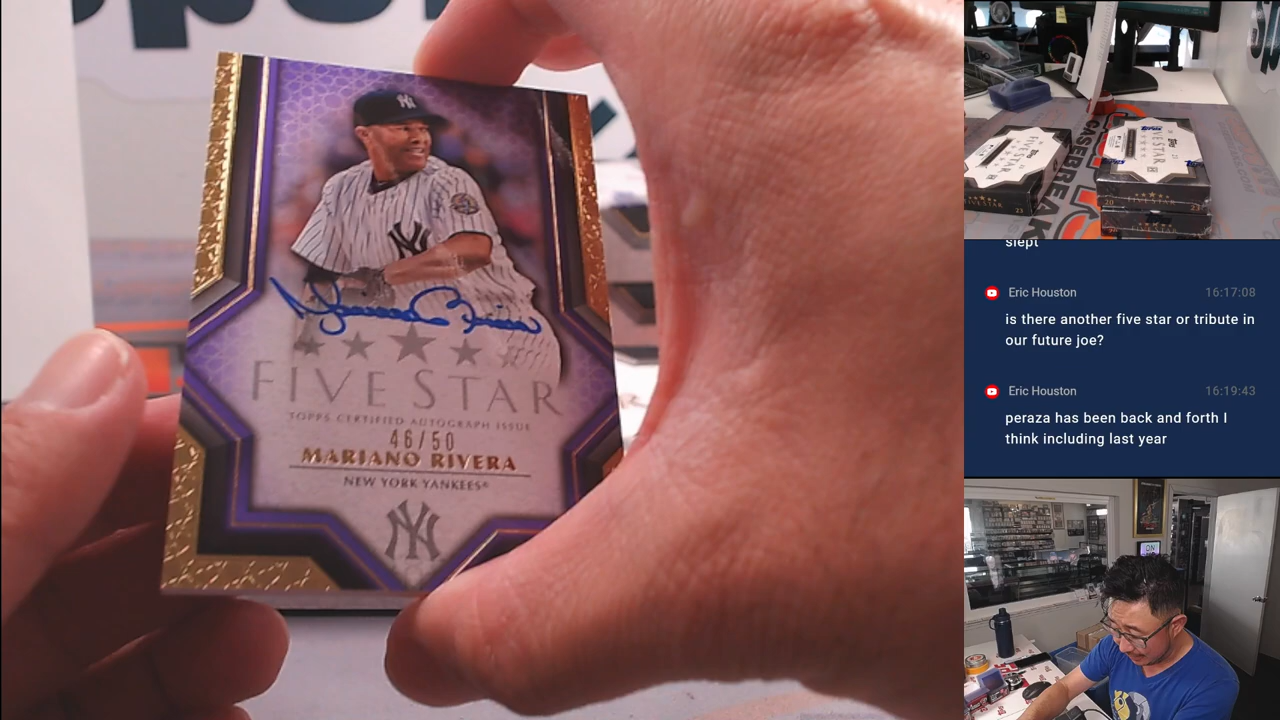 FIVE STAR
TOPPS CERTIFIED AUTOGRAPH ISSUE
46/50
MARIANO RIVERA
NEW YORK YANKEES®
NY
CASEBREAK
slept
Eric Houston 16:17:08
is there another five star or tribute in
our future joe?
Eric Houston 16:19:43
peraza has been back and forth I
think including last year